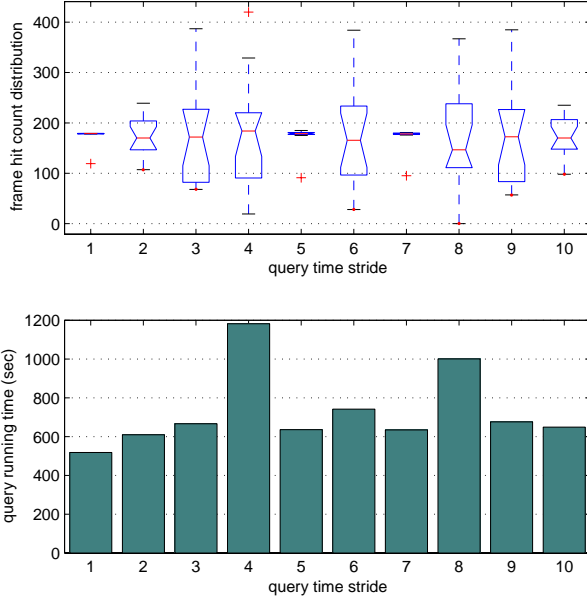 frame hit count distribution
400
300
200
100
0
1 2 3 4 5 6 7 8 9 10
query time stride
query running time (sec)
1200
1000
800
600
400
200
0
1 2 3 4 5 6 7 8 9 10
query time stride